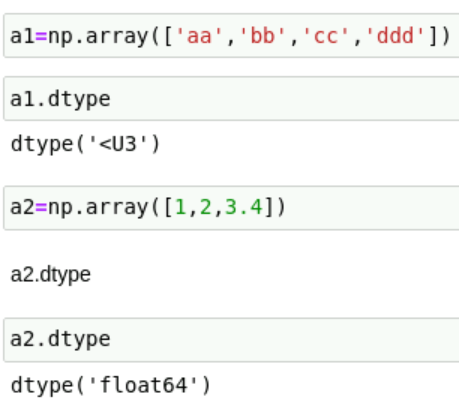 a1=np.array(['aa','bb','cc','ddd'])
a1.dtype
dtype('<U3')
a2=np.array([1,2,3.4])
a2.dtype
a2.dtype
dtype('float64')